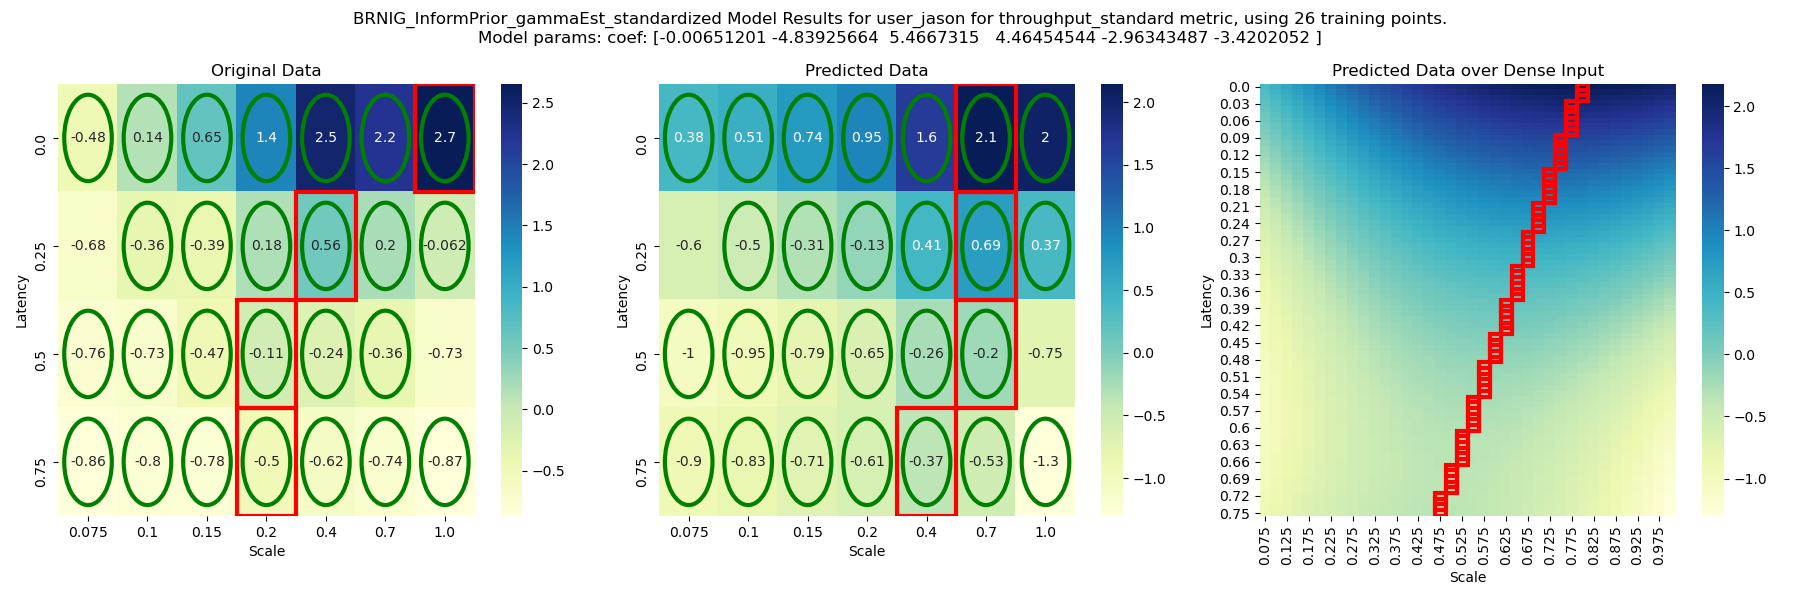 BRNIG_InformPrior_gammaEst_standardized Model Results for user_jason for throughput_standard metric, using 26 training points.
Model params: coef: [-0.00651201 -4.83925664  5.4667315   4.46454544 -2.96343487 -3.4202052 ]
Original Data
-0.48 0.14 0.65 1.4 2.5 2.2 2.7
-0.68 -0.36 -0.39 0.18 0.56 0.2 -0.062
-0.76 -0.73 -0.47 -0.11 -0.24 -0.36 -0.73
-0.86 -0.8 -0.78 -0.5 -0.62 -0.74 -0.87
0.0
0.25
0.5
0.75
Latency
0.075 0.1 0.15 0.2 0.4 0.7 1.0
Scale
2.5
2.0
1.5
1.0
0.5
0.0
−0.5
Predicted Data
0.38 0.51 0.74 0.95 1.6 2.1 2
-0.6 -0.5 -0.31 -0.13 0.41 0.69 0.37
-1 -0.95 -0.79 -0.65 -0.26 -0.2 -0.75
-0.9 -0.83 -0.71 -0.61 -0.37 -0.53 -1.3
0.0
0.25
0.5
0.75
Latency
0.075 0.1 0.15 0.2 0.4 0.7 1.0
Scale
2.0
1.5
1.0
0.5
0.0
−0.5
−1.0
Predicted Data over Dense Input
0.0
0.03
0.06
0.09
0.12
0.15
0.18
0.21
0.24
0.27
0.3
0.33
0.36
0.39
0.42
0.45
0.48
0.51
0.54
0.57
0.6
0.63
0.66
0.69
0.72
0.75
Latency
0.075 0.125 0.175 0.225 0.275 0.325 0.375 0.425 0.475 0.525 0.575 0.625 0.675 0.725 0.775 0.825 0.875 0.925 0.975
Scale
2.0
1.5
1.0
0.5
0.0
−0.5
−1.0